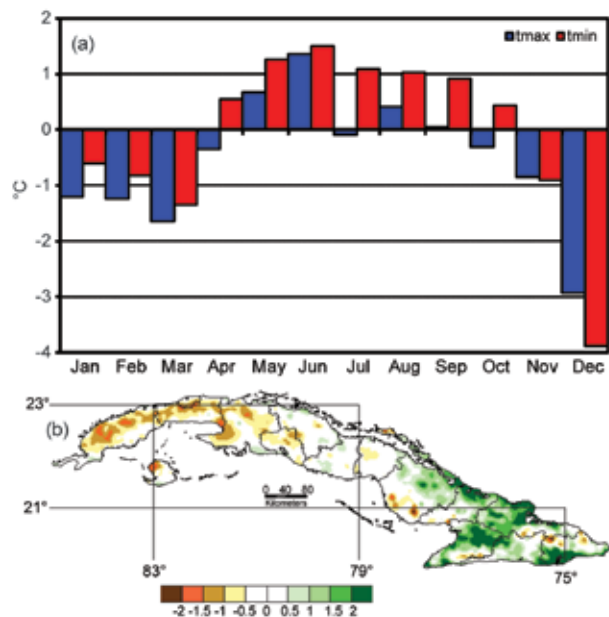 2
(a)
tmax tmin
1
0
°C
-1
-2
-3
-4
Jan Feb Mar Apr May Jun Jul Aug Sep Oct Nov Dec
23°
(b)
0 40 80
Kilometers
21°
83° 79° 75°
-2 -1.5 -1 -0.5 0 0.5 1 1.5 2